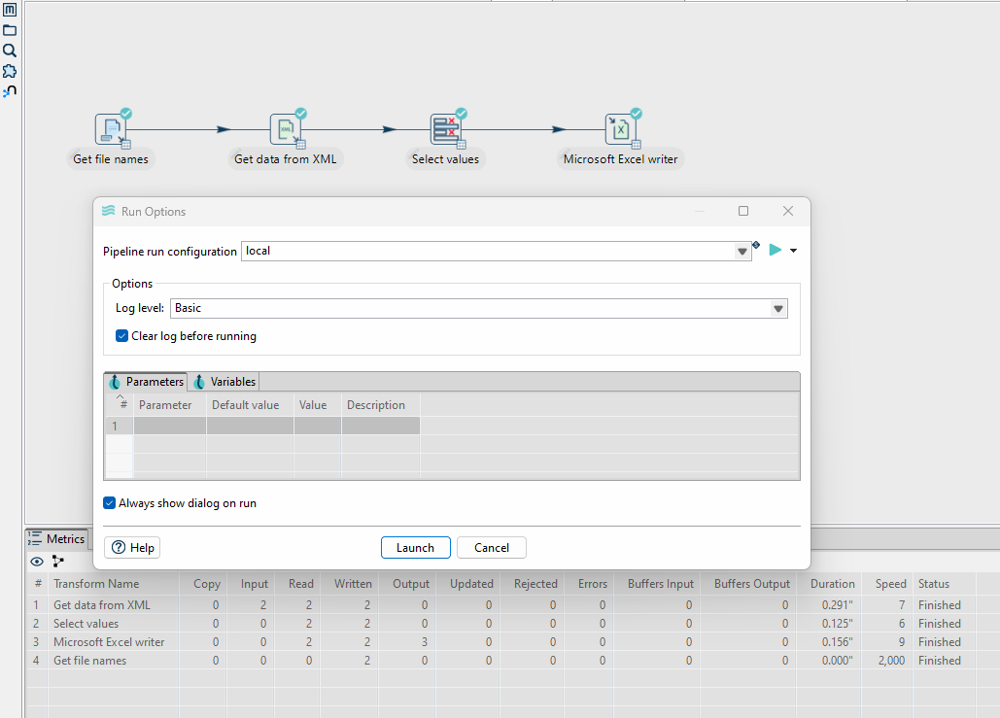 Get file names
Get data from XML
Select values
Microsoft Excel writer
Run Options
Pipeline run configuration local
Options
Log level: Basic
Clear log before running
Parameters Variables
# Parameter Default value Value Description
1
Always show dialog on run
Help Launch Cancel
Metrics
# Transform Name Copy Input Read Written Output Updated Rejected Errors Buffers Input Buffers Output Duration Speed Status
1 Get data from XML 0 2 2 2 0 0 0 0 0 0 0.291" 7 Finished
2 Select values 0 0 2 2 0 0 0 0 0 0 0.125" 6 Finished
3 Microsoft Excel writer 0 0 2 2 3 0 0 0 0 0 0.156" 9 Finished
4 Get file names 0 0 0 2 0 0 0 0 0 0 0.000" 2,000 Finished